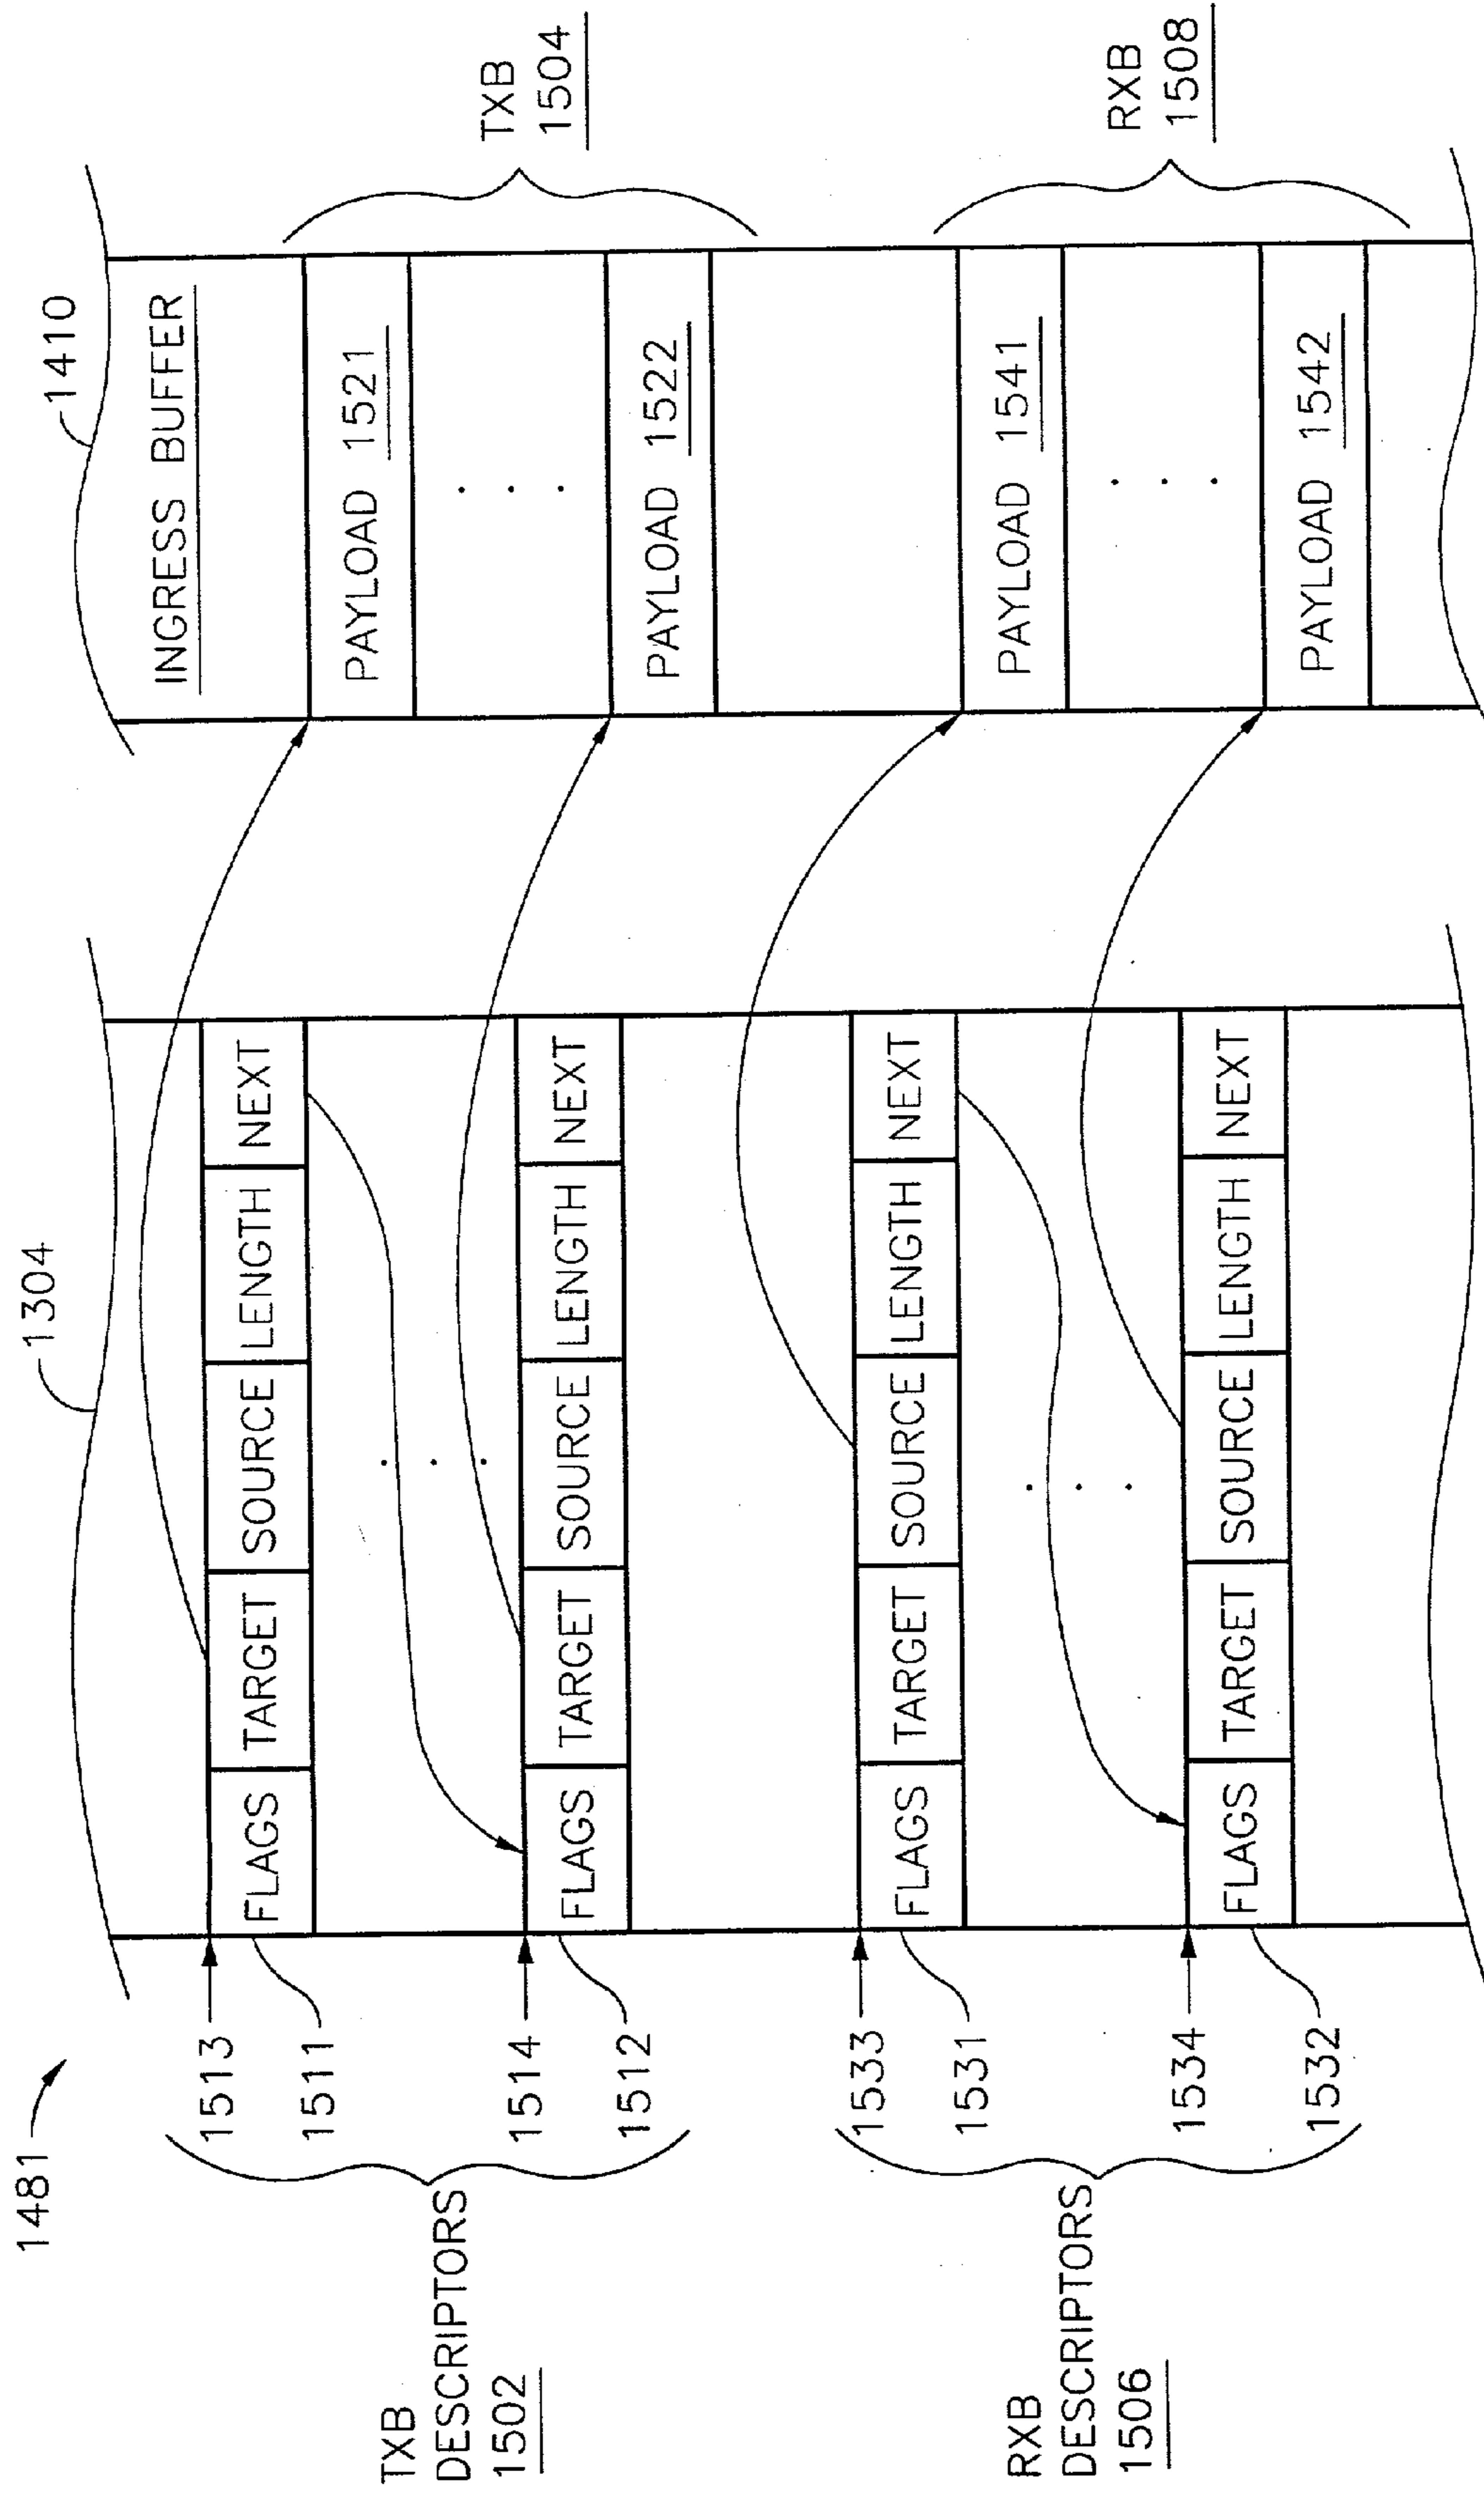 1481
1304
1410
INGRESS BUFFER
1513
FLAGS TARGET SOURCE LENGTH NEXT
1511
PAYLOAD 1521
TXB
DESCRIPTORS
1502
. . .
. . .
TXB
1504
1514
FLAGS TARGET SOURCE LENGTH NEXT
1512
PAYLOAD 1522
1533
FLAGS TARGET SOURCE LENGTH NEXT
1531
PAYLOAD 1541
RXB
DESCRIPTORS
1506
. . .
. . .
RXB
1508
1534
FLAGS TARGET SOURCE LENGTH NEXT
1532
PAYLOAD 1542